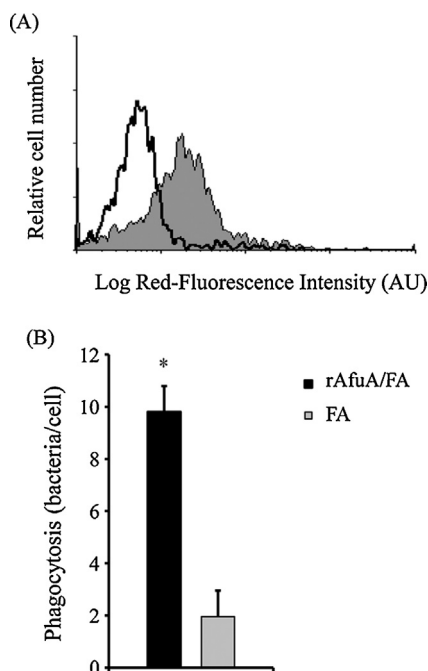 (A)
Relative cell number
Log Red-Fluorescence Intensity (AU)
(B)
Phagocytosis (bacteria/cell)
12
10
8
6
4
2
0
*
rAfuA/FA
FA